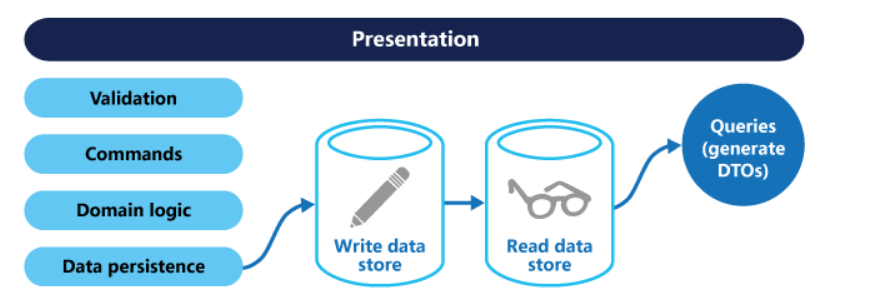 Presentation
Validation
Commands
Domain logic
Data persistence
Write data
store
Read data
store
Queries
(generate
DTOs)